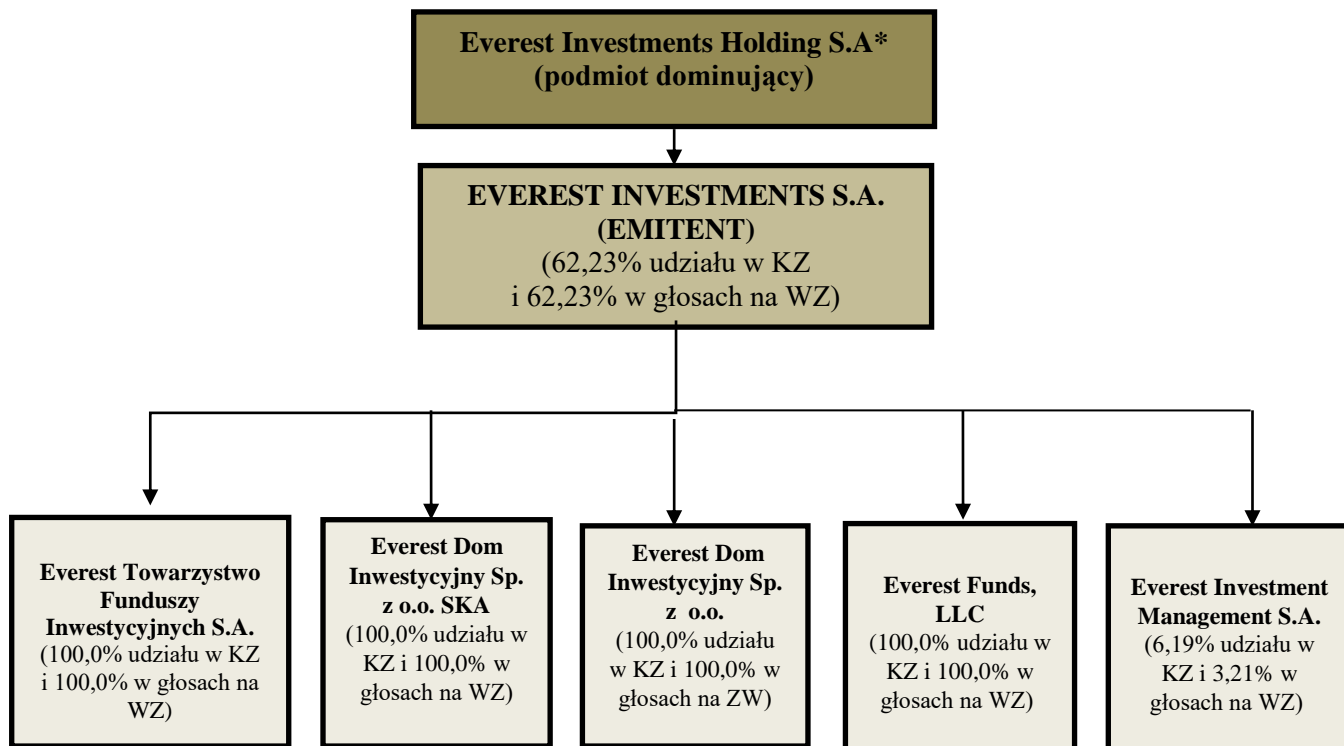 Everest Investments Holding S.A*
(podmiot dominujący)
EVEREST INVESTMENTS S.A.
(EMITENT)
(62,23% udziału w KZ
i 62,23% w głosach na WZ)
Everest Towarzystwo
Funduszy
Inwestycyjnych S.A.
(100,0% udziału w KZ
i 100,0% w głosach na
WZ)
Everest Dom
Inwestycyjny Sp.
z o.o. SKA
(100,0% udziału w
KZ i 100,0% w
głosach na WZ)
Everest Dom
Inwestycyjny Sp.
z o.o.
(100,0% udziału
w KZ i 100,0% w
głosach na ZW)
Everest Funds,
LLC
(100,0% udziału w
KZ i 100,0% w
głosach na WZ)
Everest Investment
Management S.A.
(6,19% udziału w
KZ i 3,21% w
głosach na WZ)